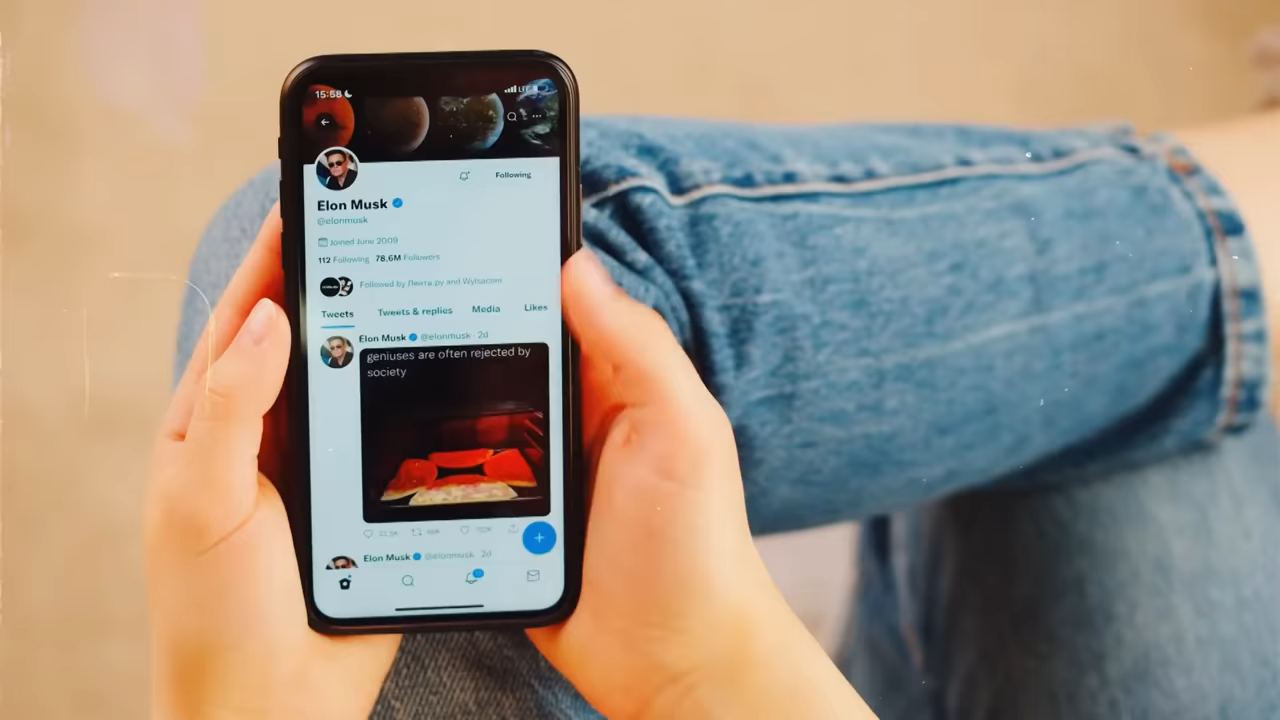 15:58
Following
Elon Musk
@elonmusk
Joined June 2009
112 Following 78,6M Followers
Followed by Лента.ру and Wylsacom
Tweets Tweets & replies Media Likes
Elon Musk @elonmusk · 2d
geniuses are often rejected by
society
Elon Musk @elonmusk · 2d